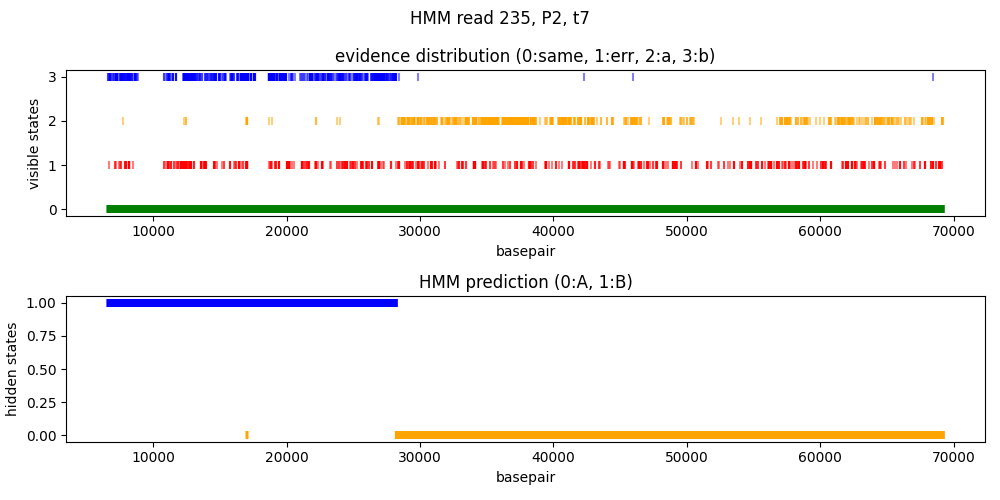 HMM read 235, P2, t7
evidence distribution (0:same, 1:err, 2:a, 3:b)
visible states
3
2
1
0
10000 20000 30000 40000 50000 60000 70000
basepair
HMM prediction (0:A, 1:B)
hidden states
1.00
0.75
0.50
0.25
0.00
10000 20000 30000 40000 50000 60000 70000
basepair